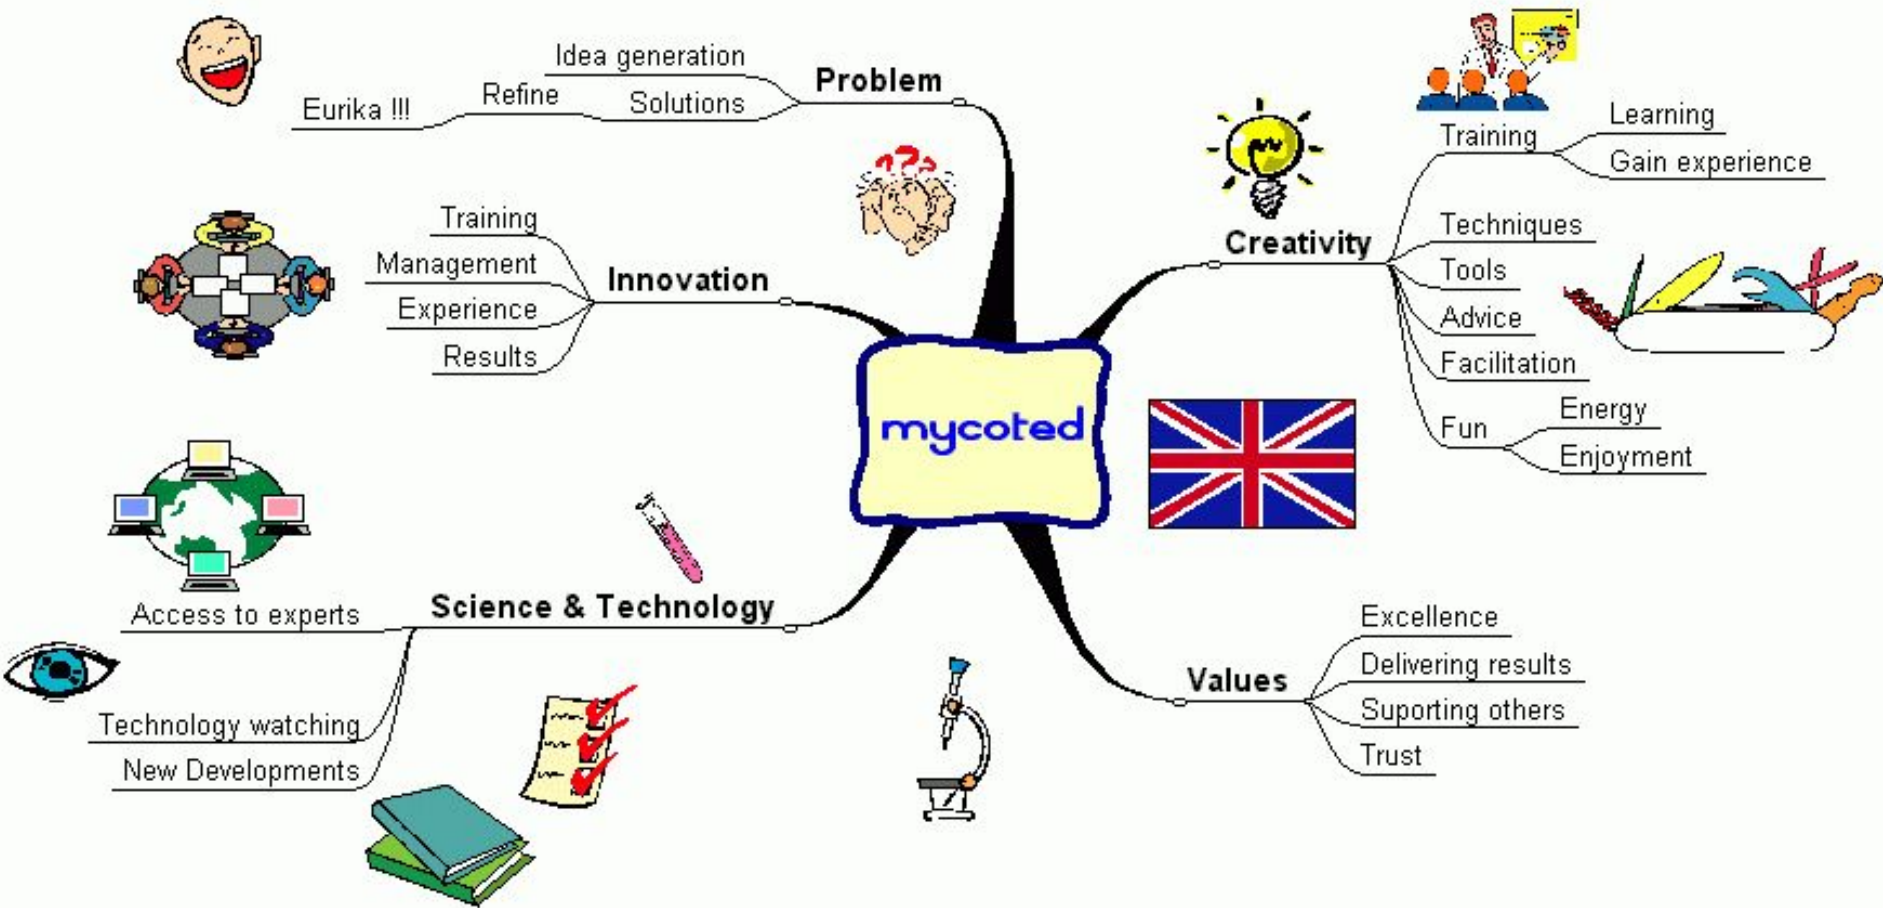 Problem
Idea generation
Solutions
Refine
Eurika !!!
Innovation
Training
Management
Experience
Results
Science & Technology
Access to experts
Technology watching
New Developments
mycoted
Creativity
Training
Learning
Gain experience
Techniques
Tools
Advice
Facilitation
Fun
Energy
Enjoyment
Values
Excellence
Delivering results
Suporting others
Trust